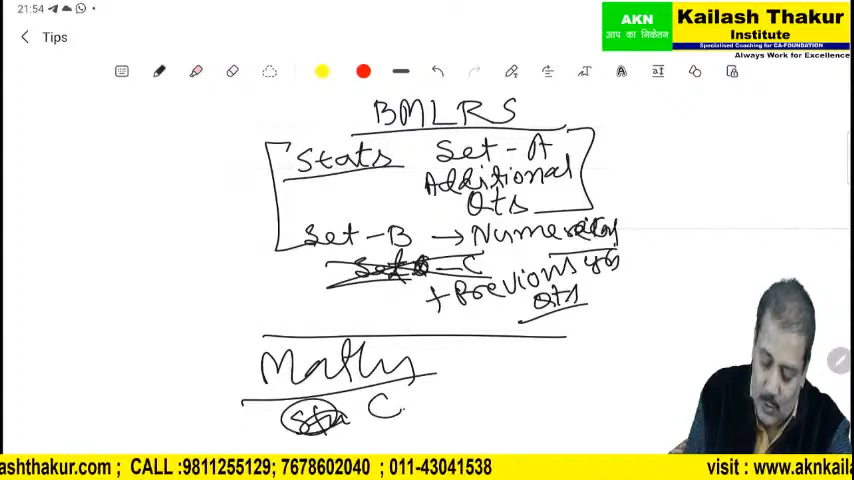 21:54
AKN
आप का निकेतन
Kailash Thakur
Institute
Specialised Coaching for CA-FOUNDATION
Always Work for Excellence
Tips
BMLRS
Stats Set-A
Additional
Qts
Set-B → Numerical
C
+ Previous yrs
Qts
Maths
C
ashthakur.com ; CALL :9811255129; 7678602040 ; 011-43041538 visit : www.aknkaila